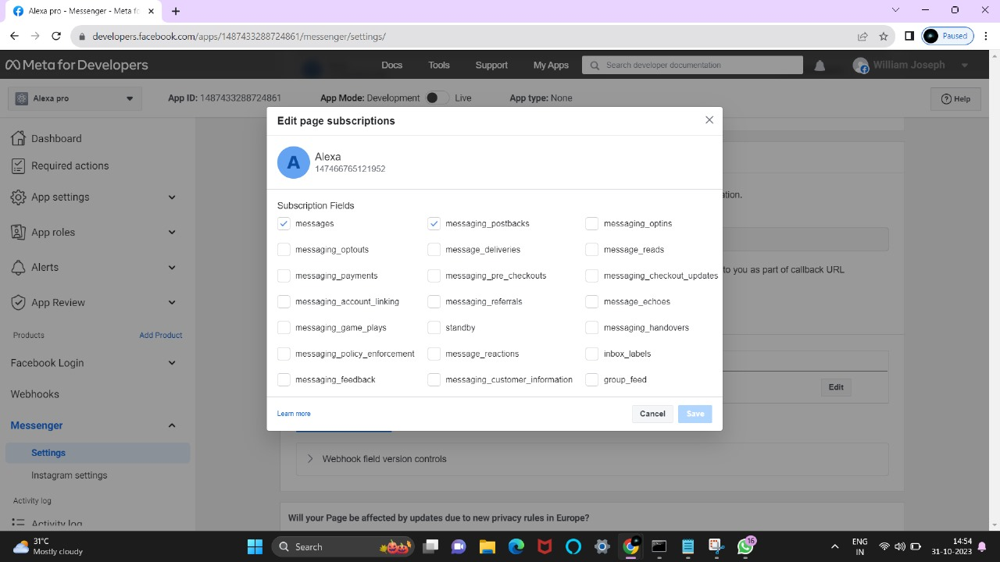 Alexa pro - Messenger - Meta fo
developers.facebook.com/apps/1487433288724861/messenger/settings/
Paused
Meta for Developers
Docs
Tools
Support
My Apps
Search developer documentation
William Joseph
Alexa pro
App ID: 1487433288724861
App Mode: Development
Live
App type: None
Help
Dashboard
Required actions
App settings
App roles
Alerts
App Review
Products
Add Product
Facebook Login
Webhooks
Messenger
Settings
Instagram settings
Activity log
Activity log
Edit page subscriptions
A
Alexa
147466765121952
Subscription Fields
messages
messaging_postbacks
messaging_optins
messaging_optouts
message_deliveries
message_reads
messaging_payments
messaging_pre_checkouts
messaging_checkout_updates
messaging_account_linking
messaging_referrals
message_echoes
messaging_game_plays
standby
messaging_handovers
messaging_policy_enforcement
message_reactions
inbox_labels
messaging_feedback
messaging_customer_information
group_feed
Learn more
Cancel
Save
ation.
to you as part of callback URL
Edit
Webhook field version controls
Will your Page be affected by updates due to new privacy rules in Europe?
31°C
Mostly cloudy
Search
16
ENG
IN
14:54
31-10-2023